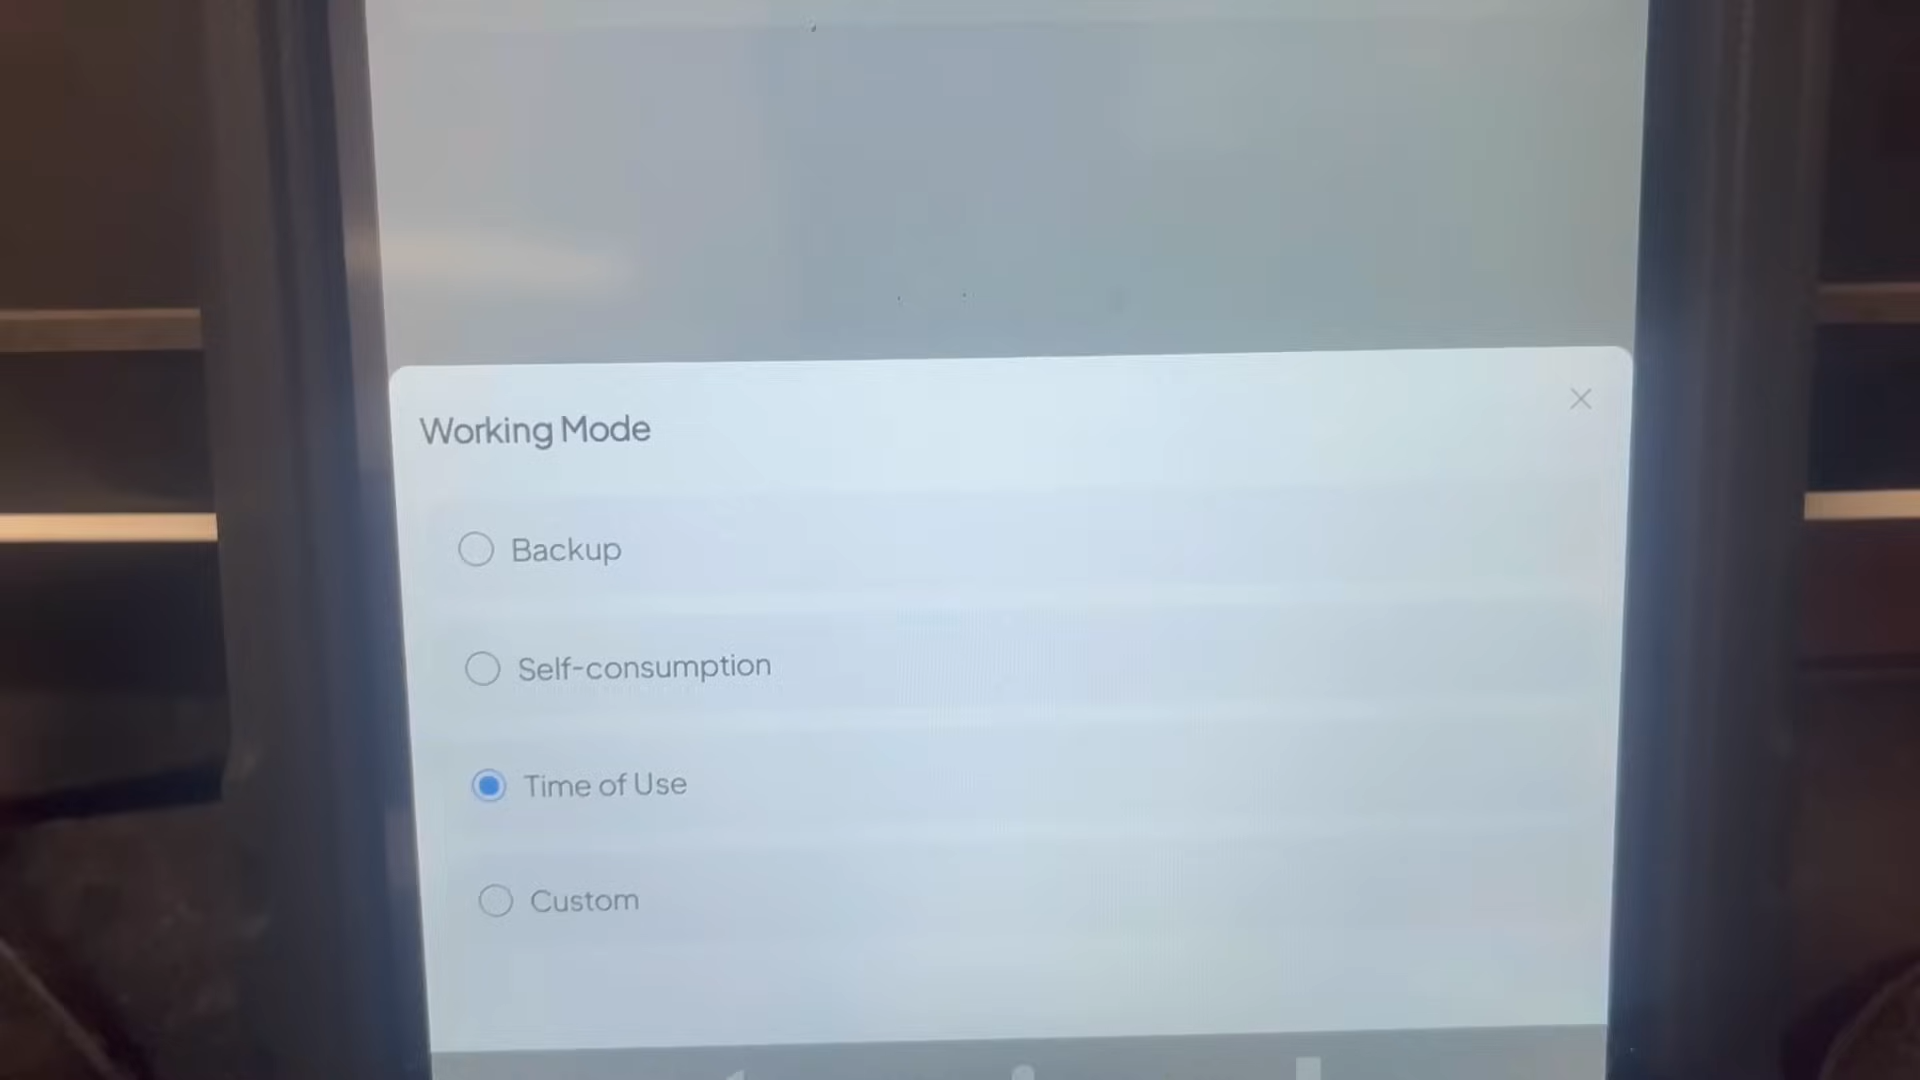 Working Mode
Backup
Self-consumption
Time of Use
Custom